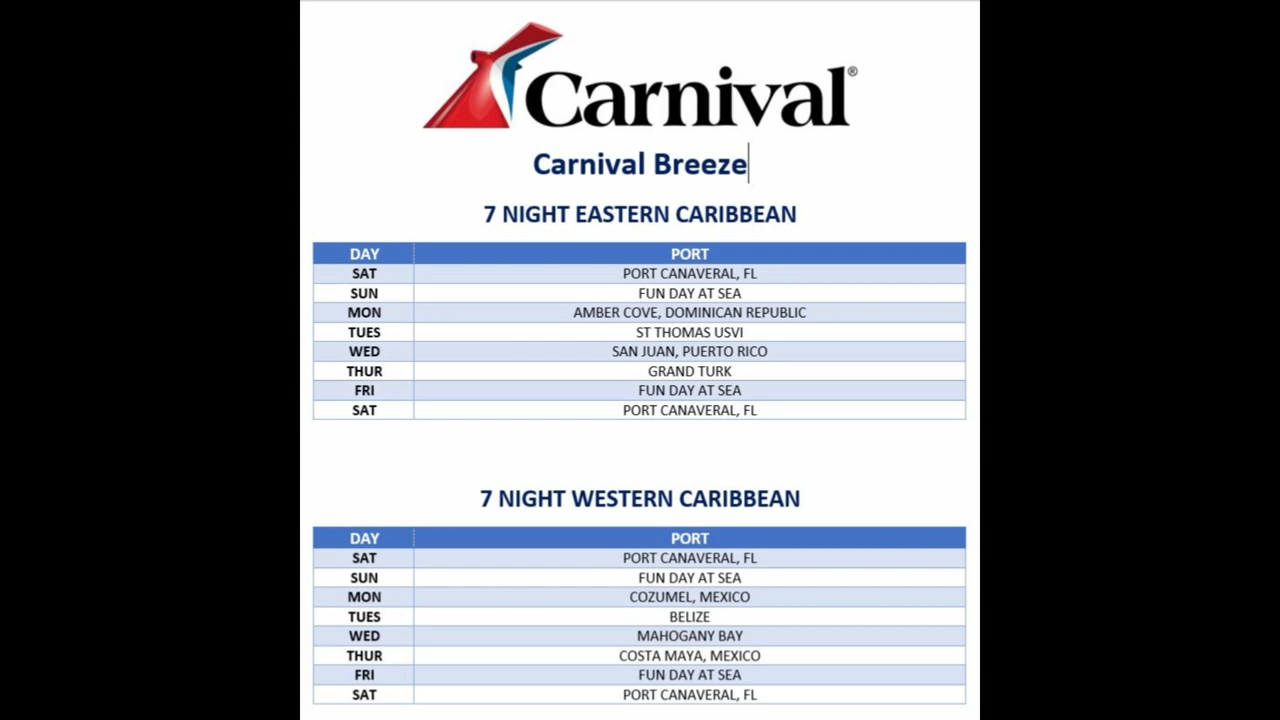 Carnival®
Carnival Breeze
7 NIGHT EASTERN CARIBBEAN
DAY PORT
SAT PORT CANAVERAL, FL
SUN FUN DAY AT SEA
MON AMBER COVE, DOMINICAN REPUBLIC
TUES ST THOMAS USVI
WED SAN JUAN, PUERTO RICO
THUR GRAND TURK
FRI FUN DAY AT SEA
SAT PORT CANAVERAL, FL
7 NIGHT WESTERN CARIBBEAN
DAY PORT
SAT PORT CANAVERAL, FL
SUN FUN DAY AT SEA
MON COZUMEL, MEXICO
TUES BELIZE
WED MAHOGANY BAY
THUR COSTA MAYA, MEXICO
FRI FUN DAY AT SEA
SAT PORT CANAVERAL, FL